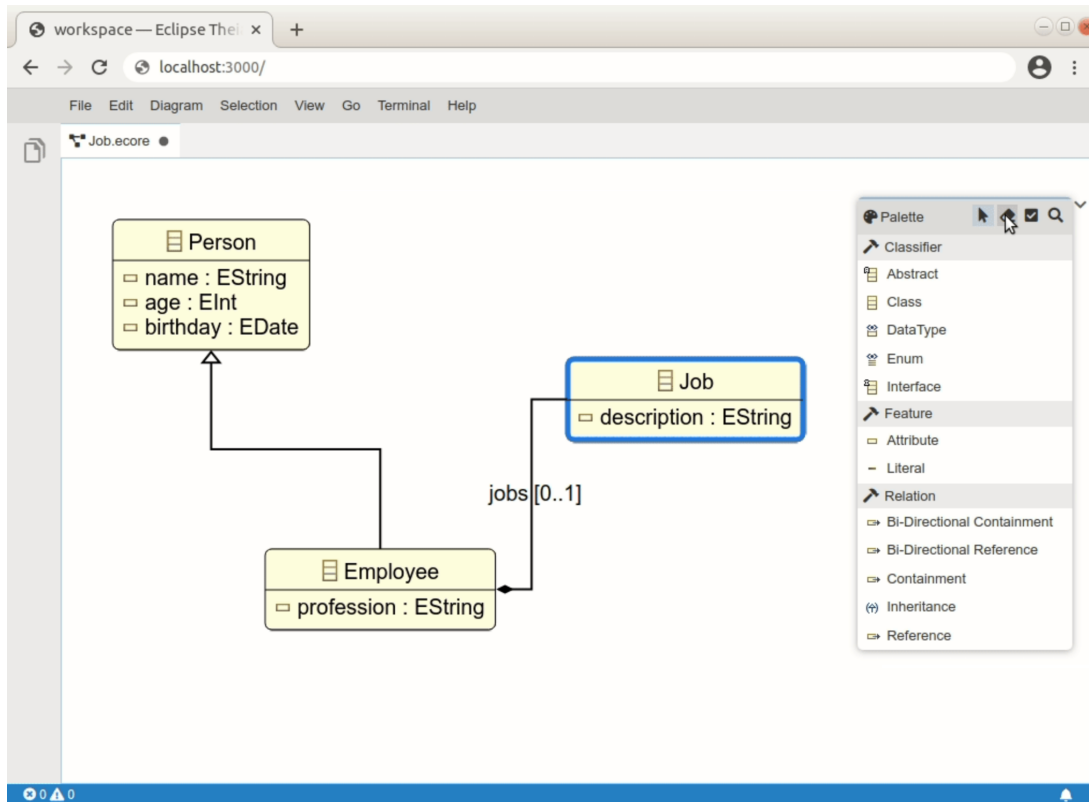 workspace — Eclipse Thei
localhost:3000/
File Edit Diagram Selection View Go Terminal Help
Job.ecore
Person
name : EString
age : EInt
birthday : EDate
Job
description : EString
jobs [0..1]
Employee
profession : EString
Palette
Classifier
Abstract
Class
DataType
Enum
Interface
Feature
Attribute
Literal
Relation
Bi-Directional Containment
Bi-Directional Reference
Containment
Inheritance
Reference
0 0